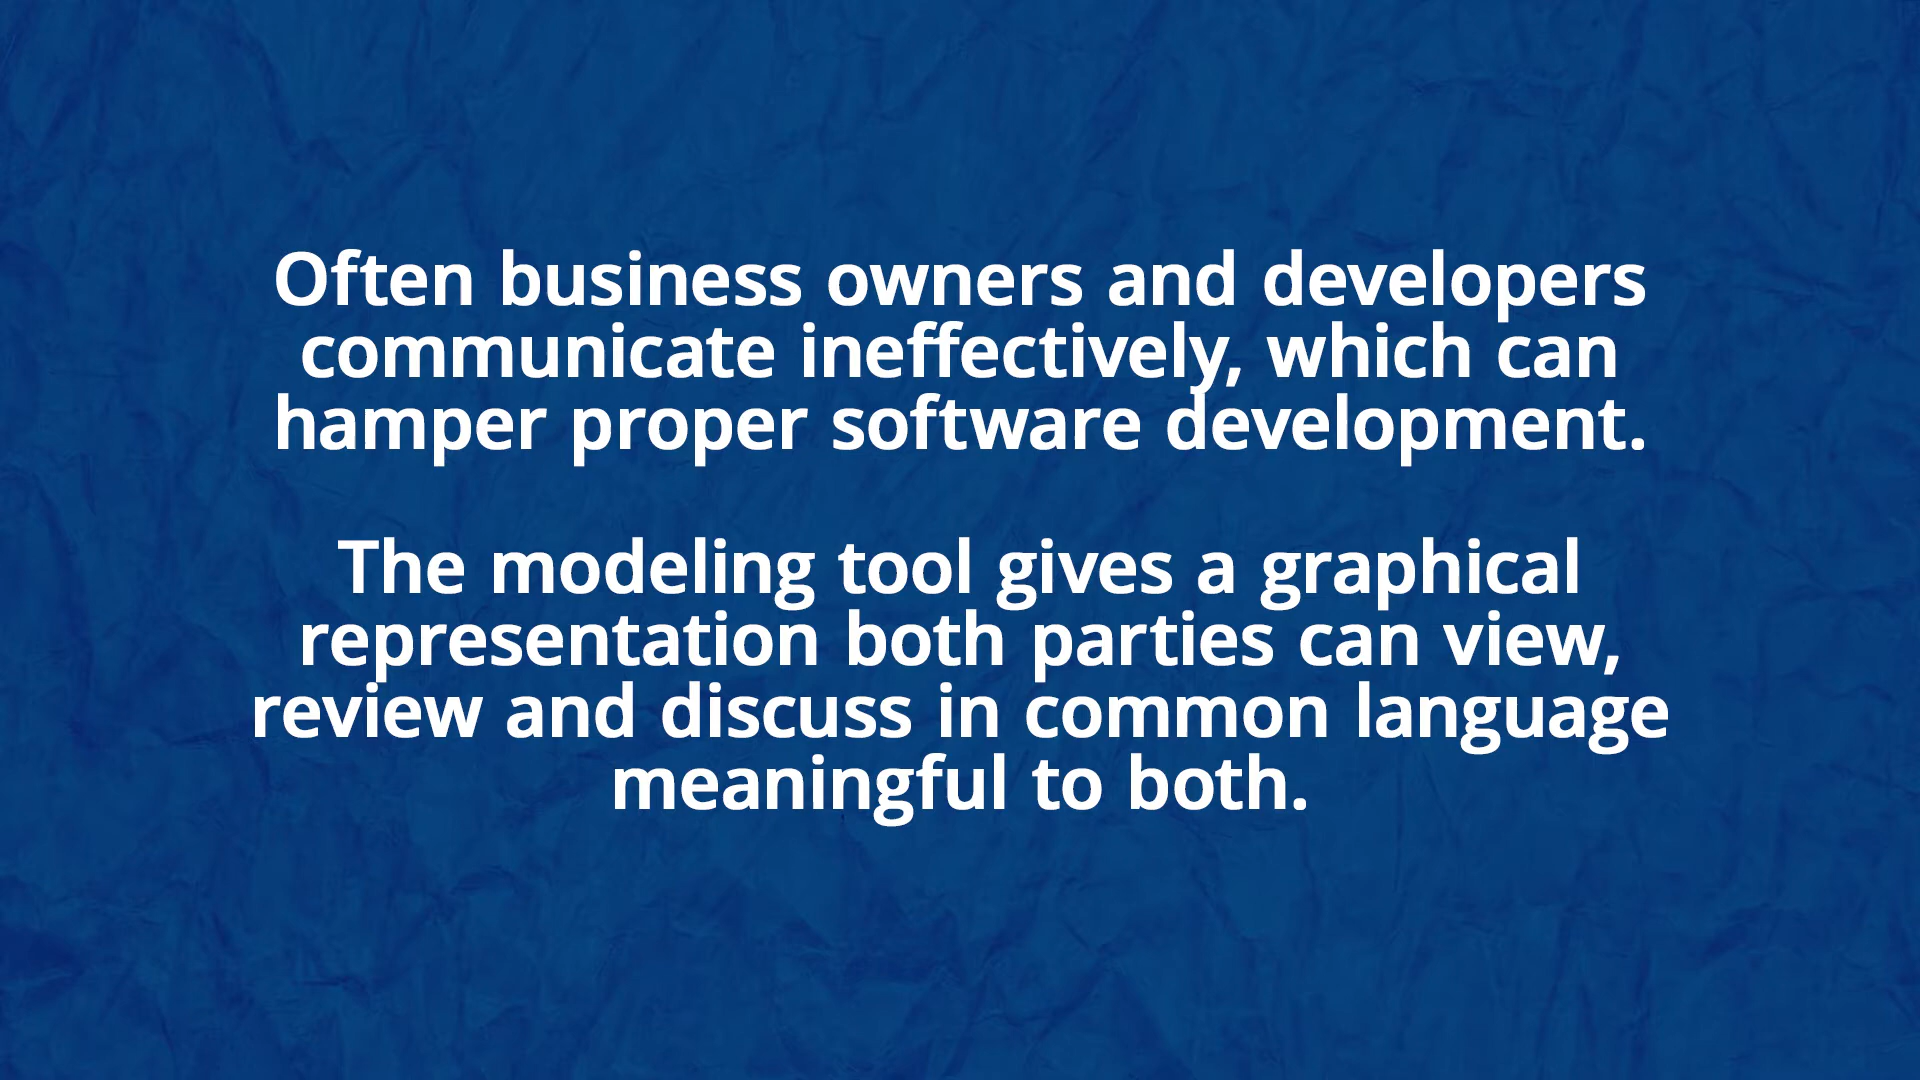 Often business owners and developers
communicate ineffectively, which can
hamper proper software development.
The modeling tool gives a graphical
representation both parties can view,
review and discuss in common language
meaningful to both.